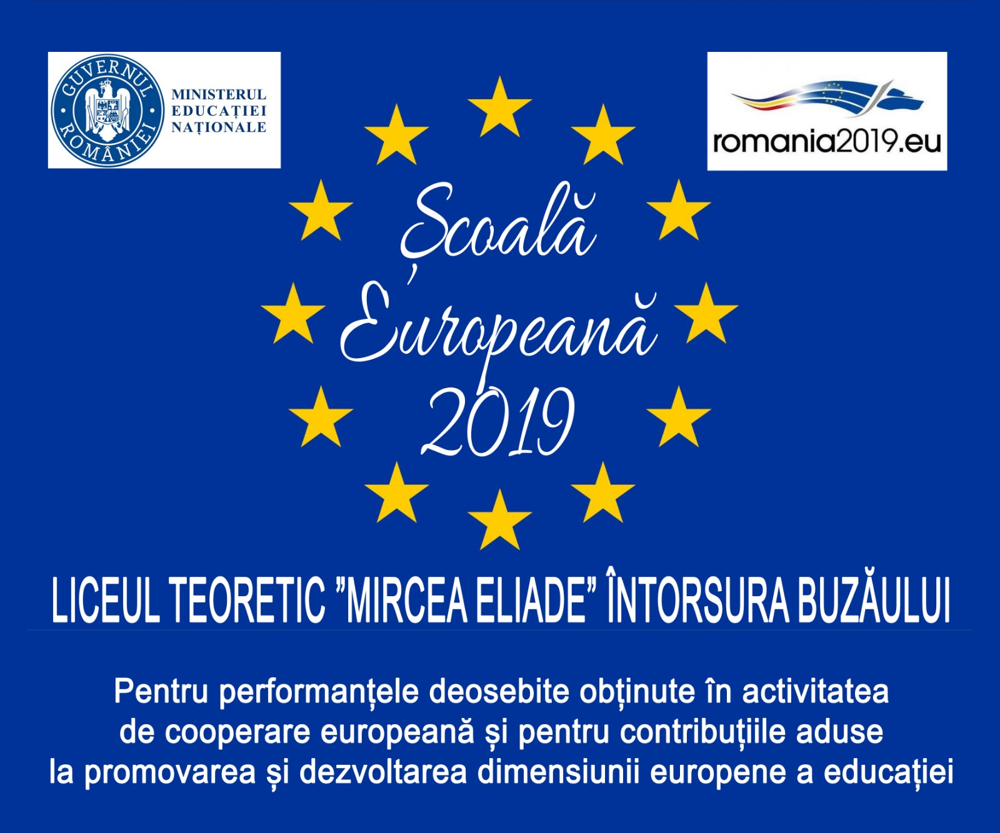 GUVERNUL ROMÂNIEI
MINISTERUL
EDUCAȚIEI
NAȚIONALE
romania2019.eu
Școală
Europeană
2019
LICEUL TEORETIC ”MIRCEA ELIADE” ÎNTORSURA BUZĂULUI
Pentru performanțele deosebite obținute în activitatea
de cooperare europeană și pentru contribuțiile aduse
la promovarea și dezvoltarea dimensiunii europene a educației